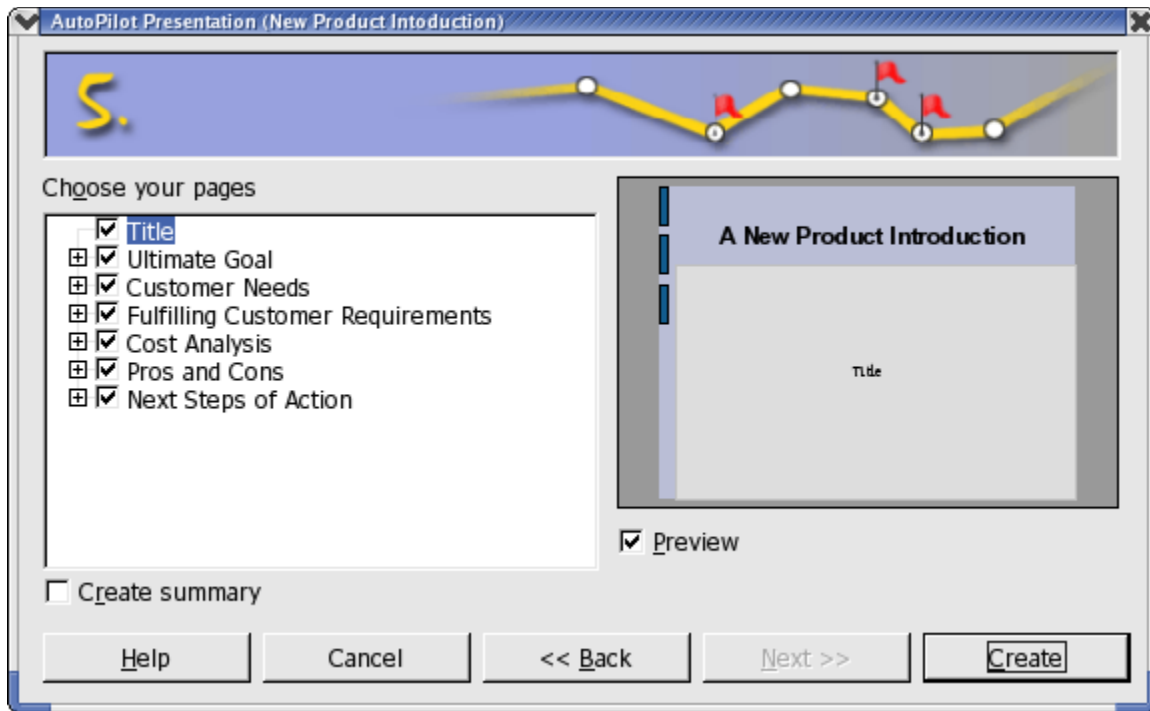 AutoPilot Presentation (New Product Intoduction)
S.
Choose your pages
Title
Ultimate Goal
Customer Needs
Fulfilling Customer Requirements
Cost Analysis
Pros and Cons
Next Steps of Action
A New Product Introduction
Title
Preview
Create summary
Help Cancel << Back Next >> Create